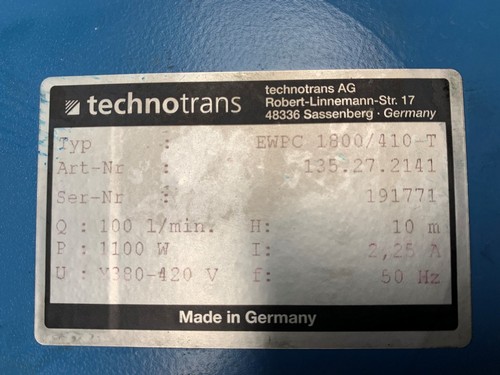 technotrans
technotrans AG
Robert-Linnemann-Str. 17
48336 Sassenberg · Germany
Typ : EWPC 1800/410-T
Art-Nr : 135.27.2141
Ser-Nr : 191771
Q : 100 l/min. H: 10 m
P : 1100 W I: 2,25 A
U : Y380-420 V f: 50 Hz
Made in Germany